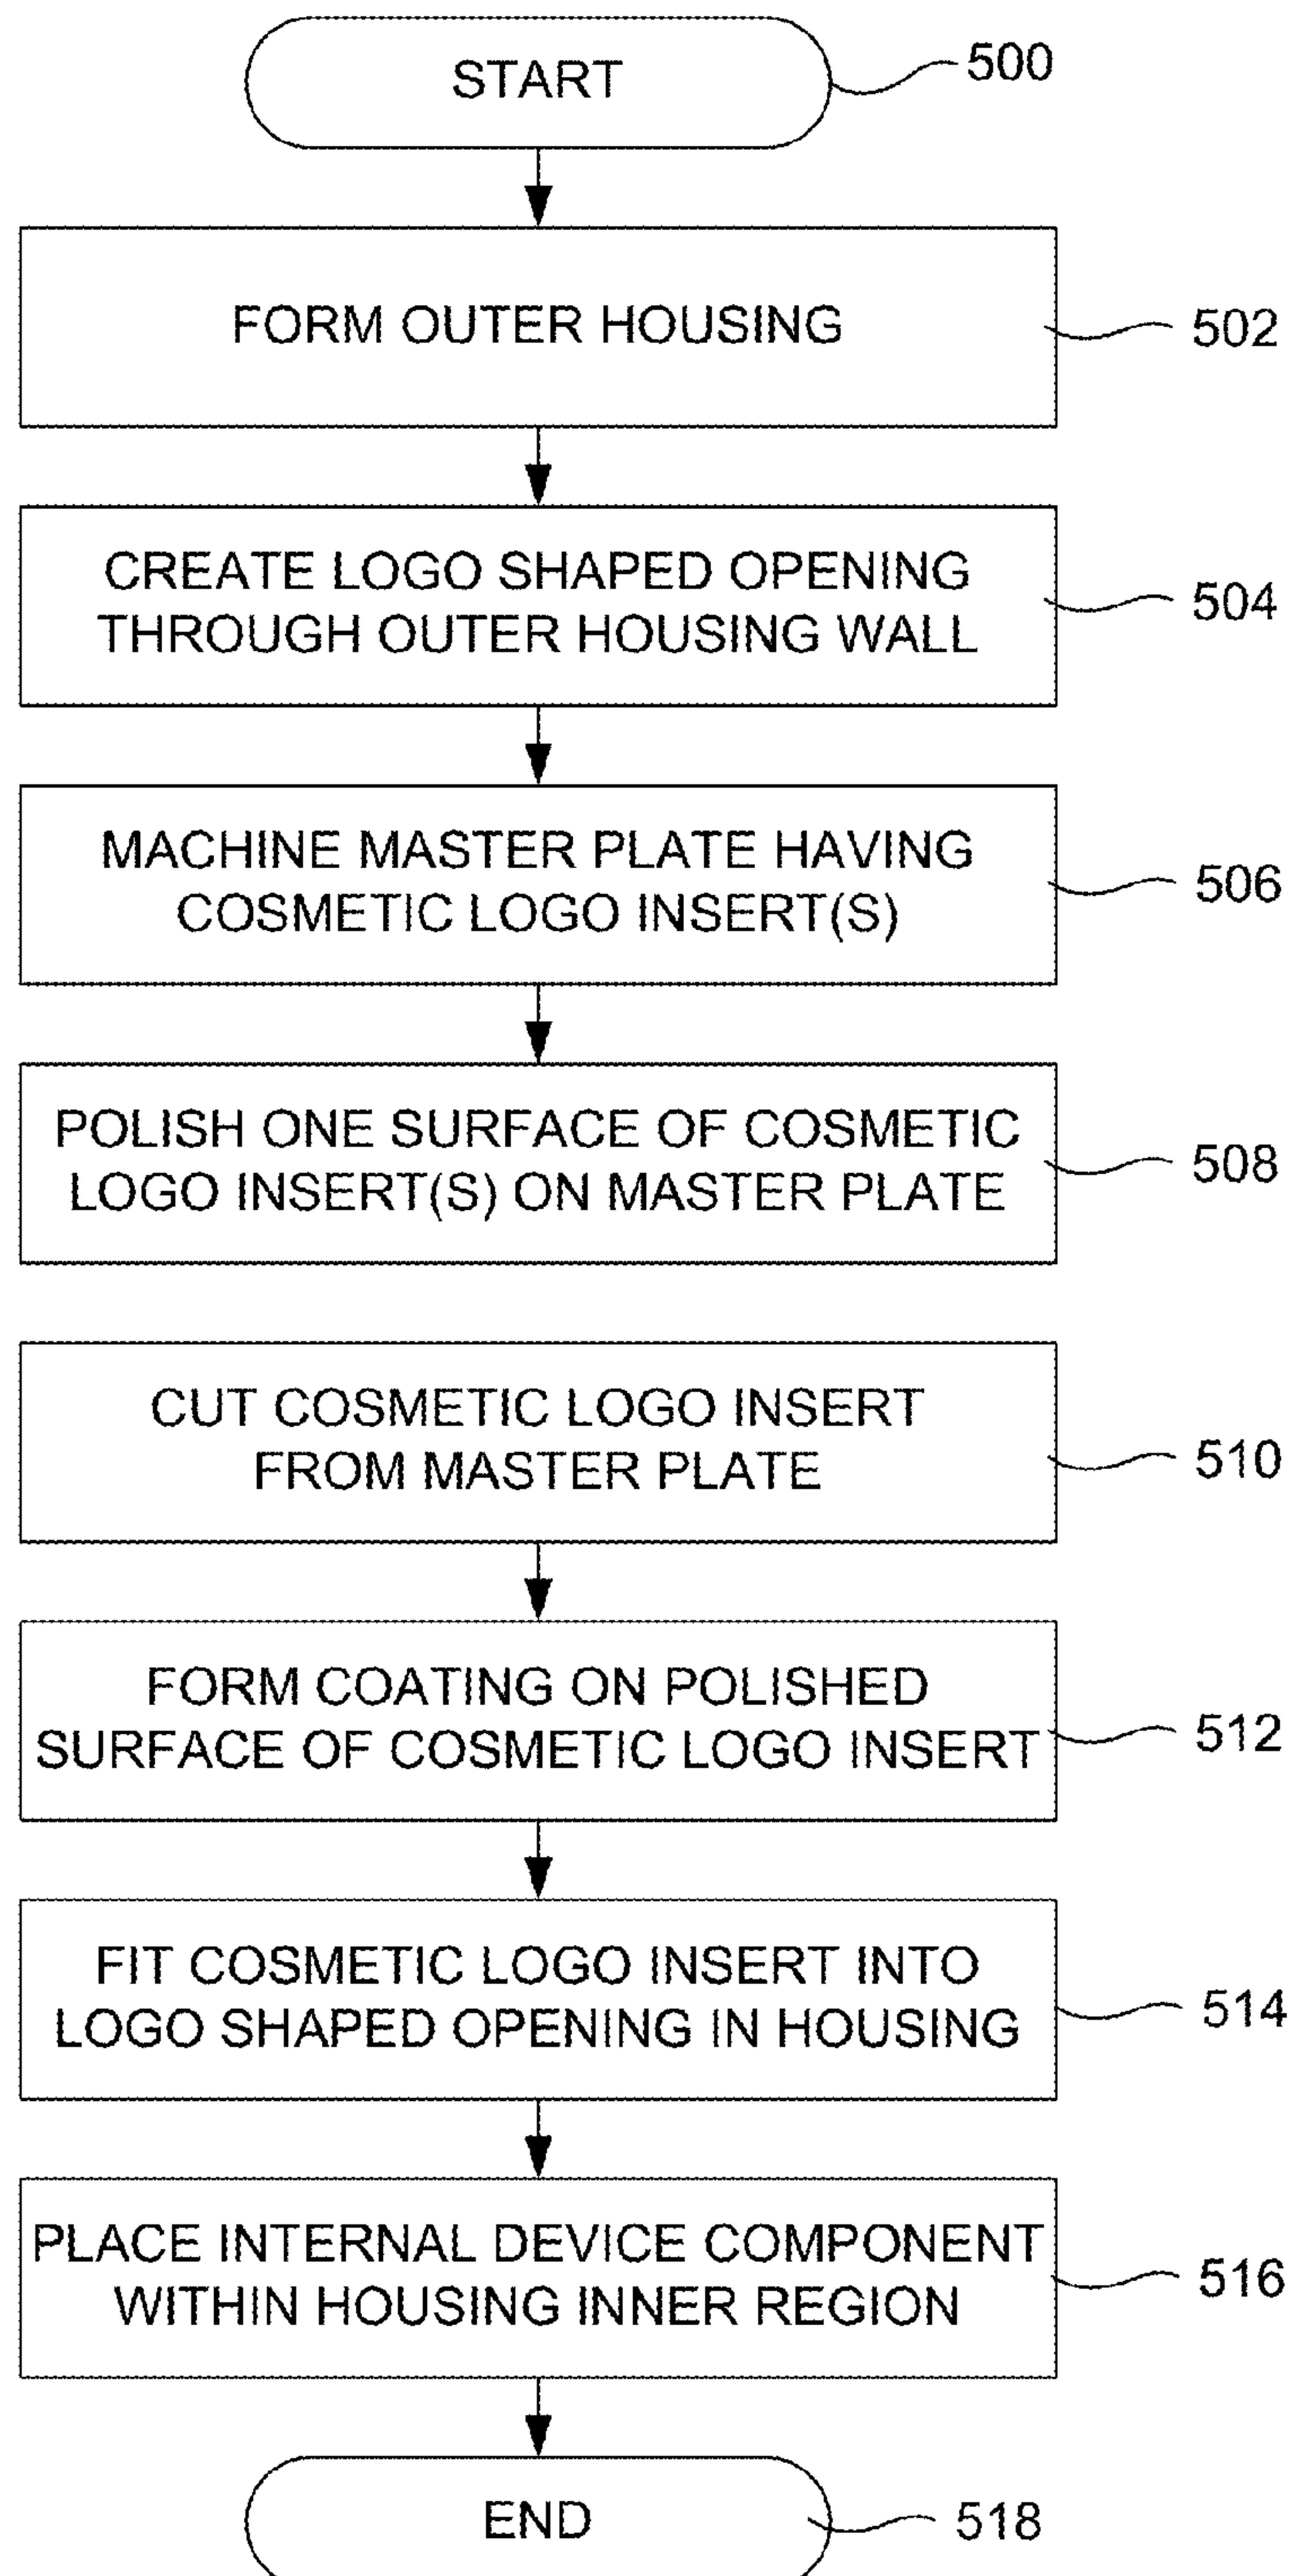 START
500
FORM OUTER HOUSING
502
CREATE LOGO SHAPED OPENING
THROUGH OUTER HOUSING WALL
504
MACHINE MASTER PLATE HAVING
COSMETIC LOGO INSERT(S)
506
POLISH ONE SURFACE OF COSMETIC
LOGO INSERT(S) ON MASTER PLATE
508
CUT COSMETIC LOGO INSERT
FROM MASTER PLATE
510
FORM COATING ON POLISHED
SURFACE OF COSMETIC LOGO INSERT
512
FIT COSMETIC LOGO INSERT INTO
LOGO SHAPED OPENING IN HOUSING
514
PLACE INTERNAL DEVICE COMPONENT
WITHIN HOUSING INNER REGION
516
END
518